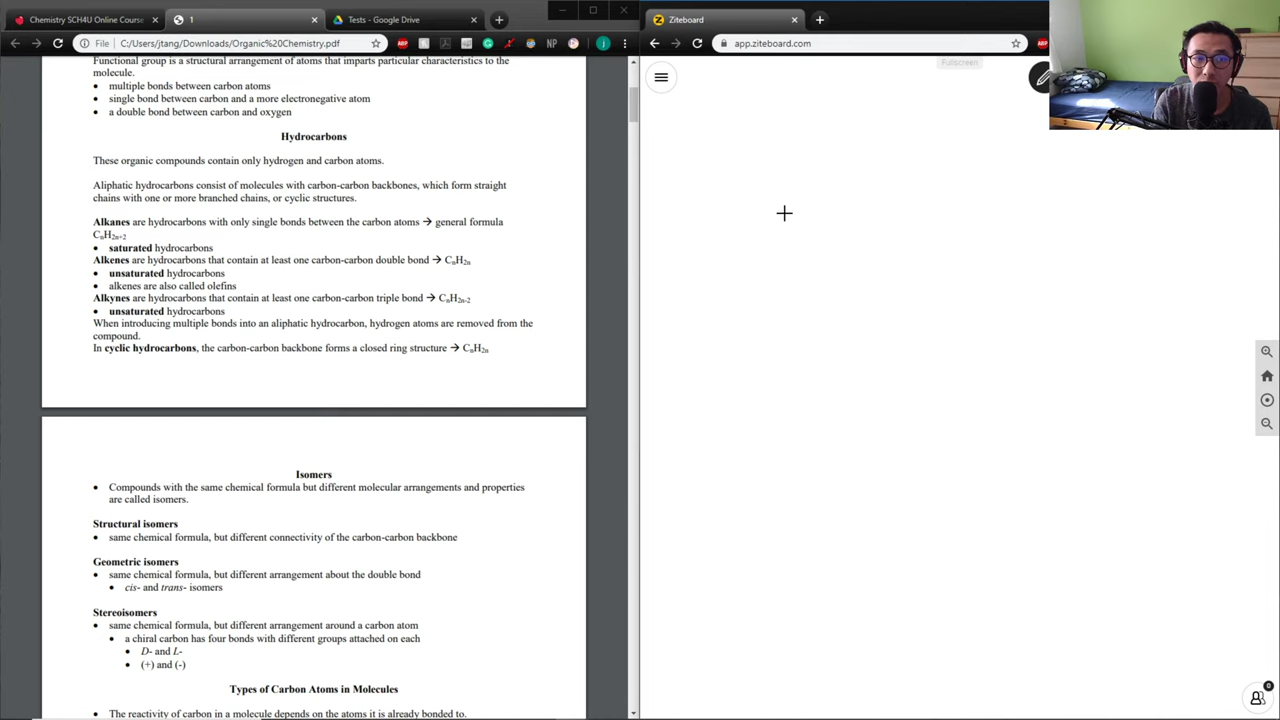 Chemistry SCH4U Online Course
1
Tests - Google Drive
Ziteboard
File
C:/Users/jtang/Downloads/Organic%20Chemistry.pdf
ABP
NP
j
app.ziteboard.com
Fullscreen
Functional group is a structural arrangement of atoms that imparts particular characteristics to the
molecule.
• multiple bonds between carbon atoms
• single bond between carbon and a more electronegative atom
• a double bond between carbon and oxygen
Hydrocarbons
These organic compounds contain only hydrogen and carbon atoms.
Aliphatic hydrocarbons consist of molecules with carbon-carbon backbones, which form straight
chains with one or more branched chains, or cyclic structures.
Alkanes are hydrocarbons with only single bonds between the carbon atoms → general formula
CnH2n+2
• saturated hydrocarbons
Alkenes are hydrocarbons that contain at least one carbon-carbon double bond → CnH2n
• unsaturated hydrocarbons
• alkenes are also called olefins
Alkynes are hydrocarbons that contain at least one carbon-carbon triple bond → CnH2n-2
• unsaturated hydrocarbons
When introducing multiple bonds into an aliphatic hydrocarbon, hydrogen atoms are removed from the
compound.
In cyclic hydrocarbons, the carbon-carbon backbone forms a closed ring structure → CnH2n
Isomers
• Compounds with the same chemical formula but different molecular arrangements and properties
are called isomers.
Structural isomers
• same chemical formula, but different connectivity of the carbon-carbon backbone
Geometric isomers
• same chemical formula, but different arrangement about the double bond
• cis- and trans- isomers
Stereoisomers
• same chemical formula, but different arrangement around a carbon atom
• a chiral carbon has four bonds with different groups attached on each
• D- and L-
• (+) and (-)
Types of Carbon Atoms in Molecules
• The reactivity of carbon in a molecule depends on the atoms it is already bonded to.
0